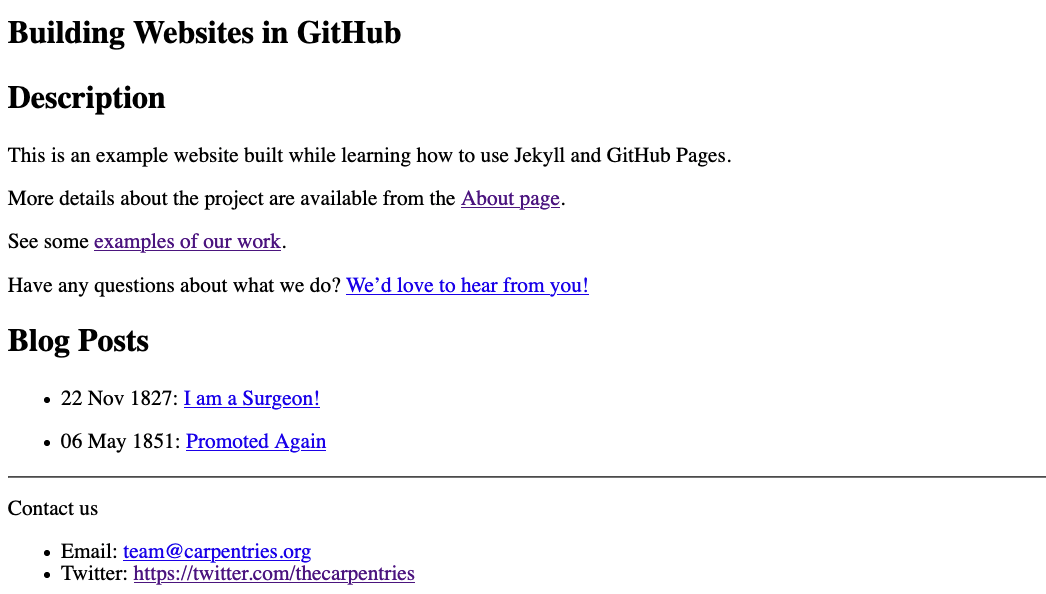 Building Websites in GitHub
Description
This is an example website built while learning how to use Jekyll and GitHub Pages.
More details about the project are available from the About page.
See some examples of our work.
Have any questions about what we do? We’d love to hear from you!
Blog Posts
• 22 Nov 1827: I am a Surgeon!
• 06 May 1851: Promoted Again
Contact us
• Email: team@carpentries.org
• Twitter: https://twitter.com/thecarpentries